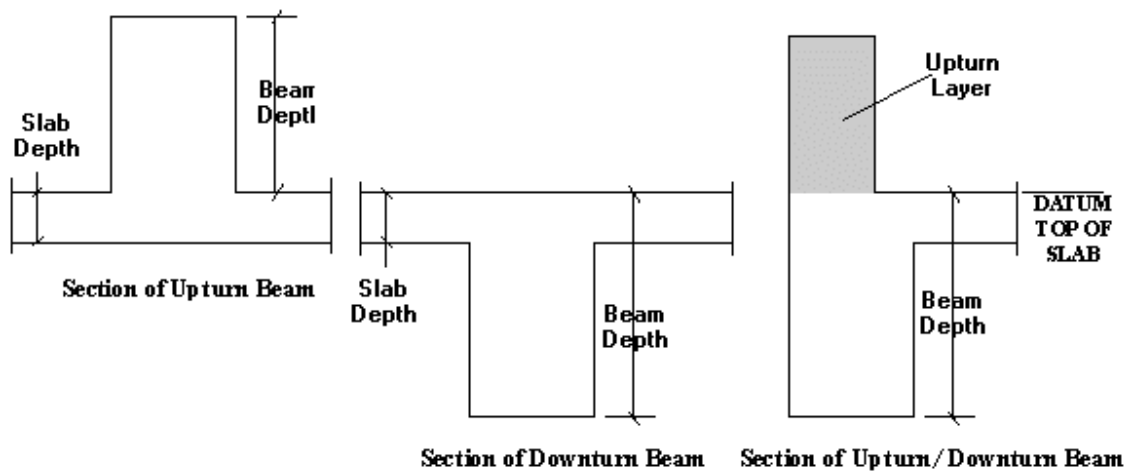 Slab
Depth
Beam
Depth
Section of Upturn Beam
Slab
Depth
Beam
Depth
Section of Downturn Beam
Upturn
Layer
DATUM
TOP OF
SLAB
Beam
Depth
Section of Upturn/Downturn Beam